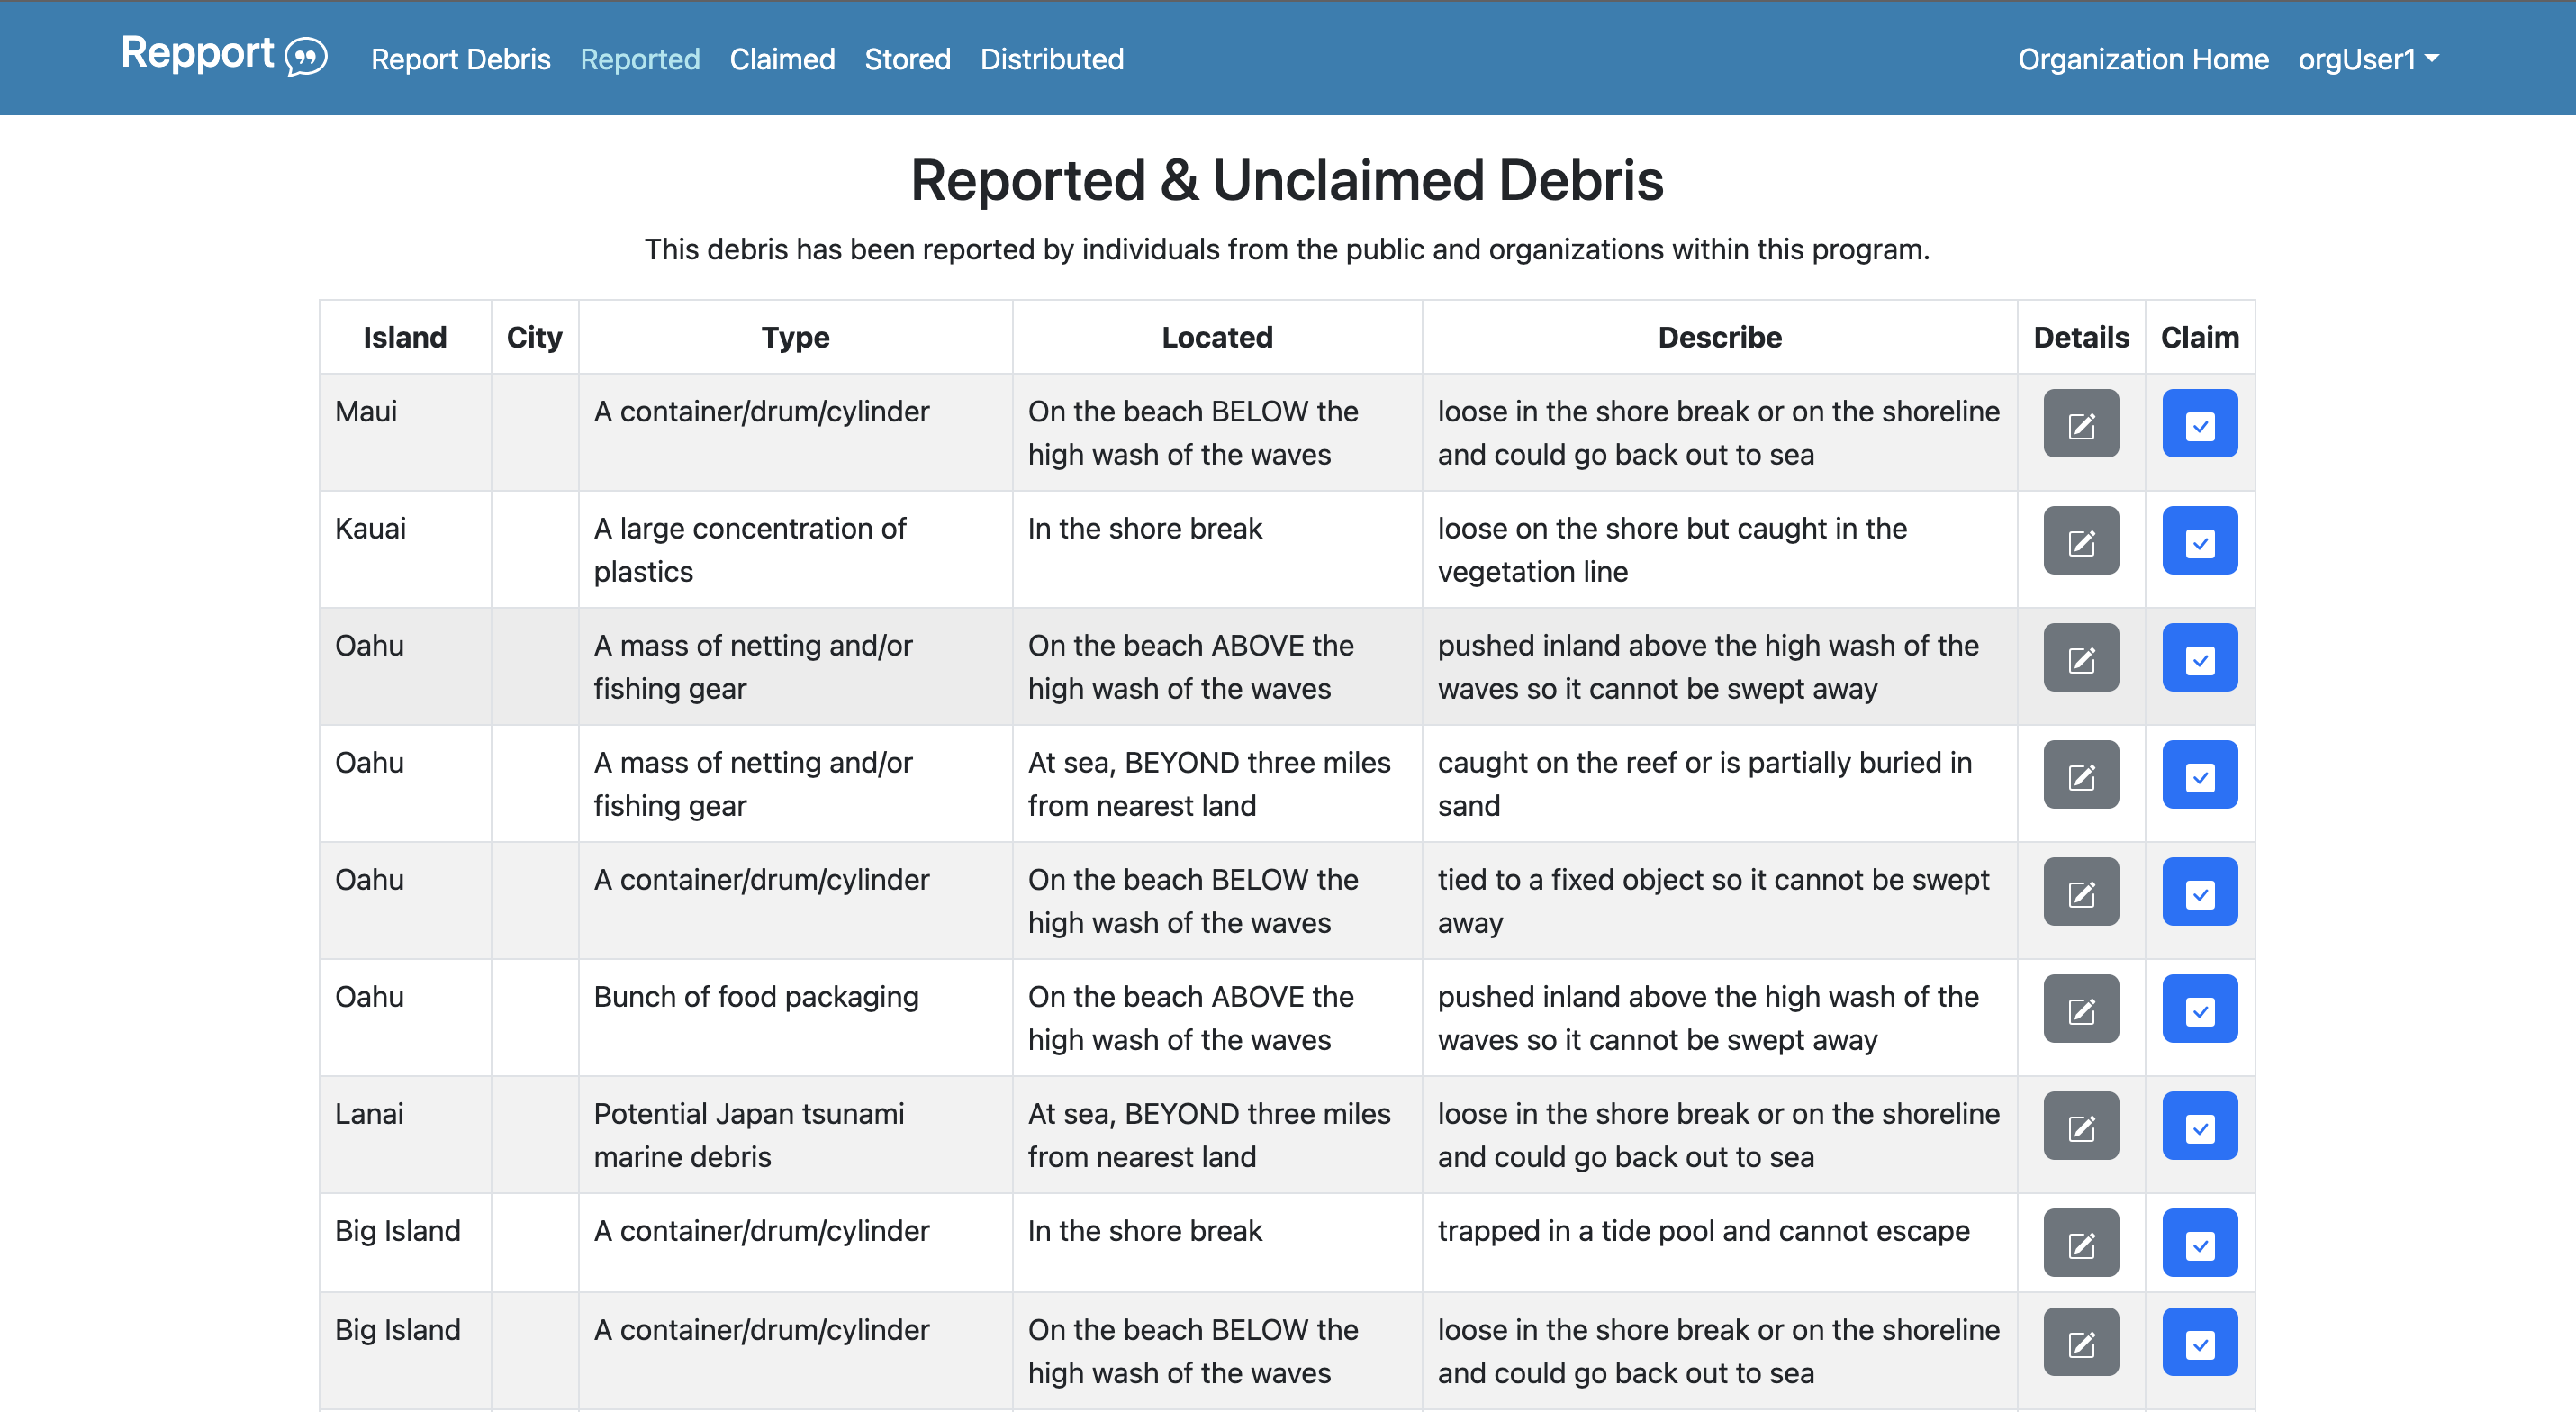 Repport Report Debris Reported Claimed Stored Distributed Organization Home orgUser1
Reported & Unclaimed Debris
This debris has been reported by individuals from the public and organizations within this program.
Island City Type Located Describe Details Claim
Maui A container/drum/cylinder On the beach BELOW the loose in the shore break or on the shoreline
high wash of the waves and could go back out to sea
Kauai A large concentration of In the shore break loose on the shore but caught in the
plastics vegetation line
Oahu A mass of netting and/or On the beach ABOVE the pushed inland above the high wash of the
fishing gear high wash of the waves waves so it cannot be swept away
Oahu A mass of netting and/or At sea, BEYOND three miles caught on the reef or is partially buried in
fishing gear from nearest land sand
Oahu A container/drum/cylinder On the beach BELOW the tied to a fixed object so it cannot be swept
high wash of the waves away
Oahu Bunch of food packaging On the beach ABOVE the pushed inland above the high wash of the
high wash of the waves waves so it cannot be swept away
Lanai Potential Japan tsunami At sea, BEYOND three miles loose in the shore break or on the shoreline
marine debris from nearest land and could go back out to sea
Big Island A container/drum/cylinder In the shore break trapped in a tide pool and cannot escape
Big Island A container/drum/cylinder On the beach BELOW the loose in the shore break or on the shoreline
high wash of the waves and could go back out to sea